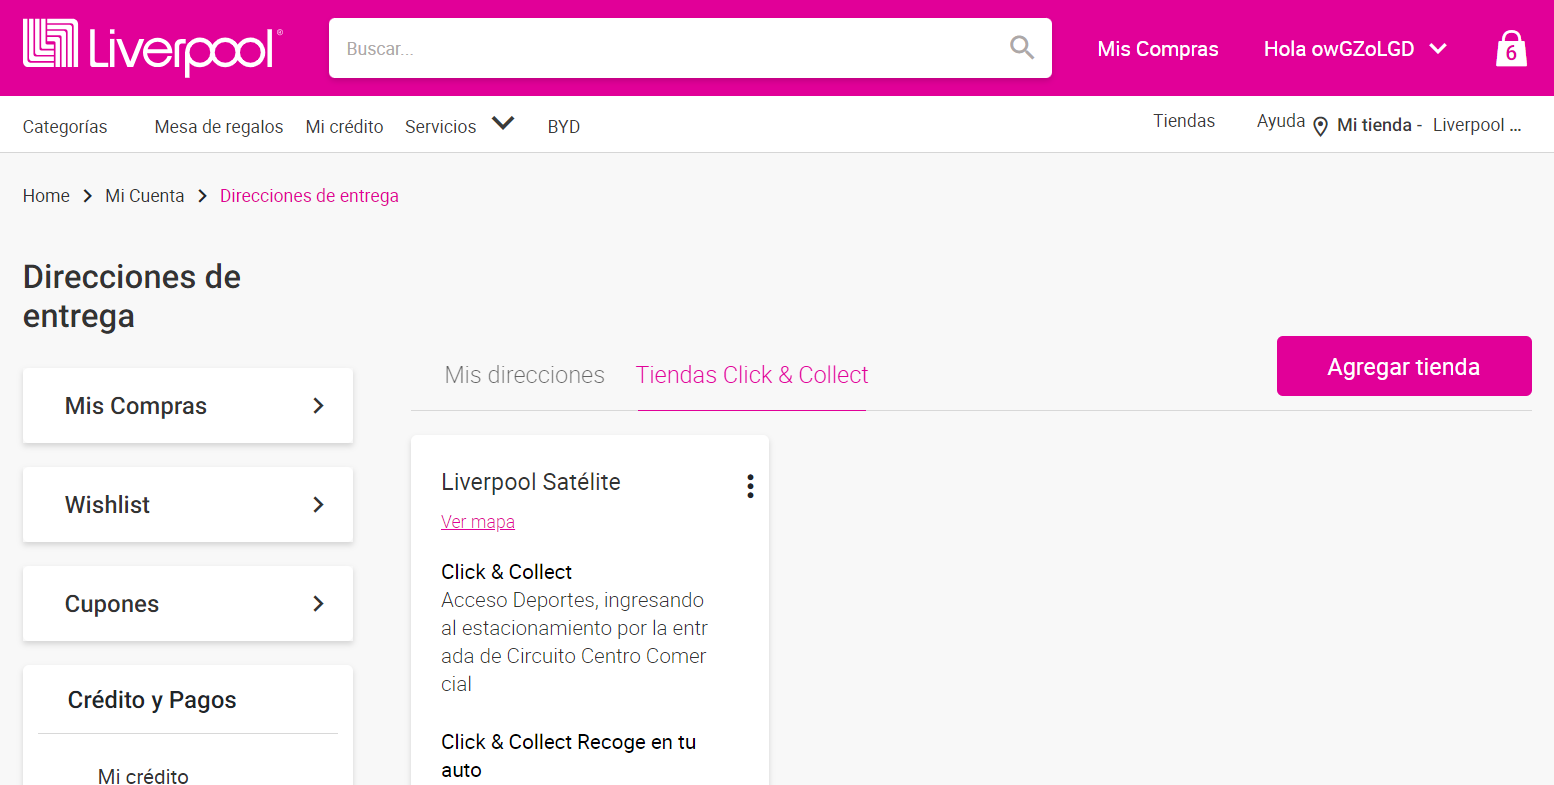 Liverpool®
Buscar...
Mis Compras
Hola owGZoLGD
6
Categorías
Mesa de regalos
Mi crédito
Servicios
BYD
Tiendas
Ayuda
Mi tienda - Liverpool ...
Home > Mi Cuenta > Direcciones de entrega
Direcciones de
entrega
Mis Compras
Wishlist
Cupones
Crédito y Pagos
Mi crédito
Mis direcciones
Tiendas Click & Collect
Agregar tienda
Liverpool Satélite
Ver mapa
Click & Collect
Acceso Deportes, ingresando
al estacionamiento por la entr
ada de Circuito Centro Comer
cial
Click & Collect Recoge en tu
auto